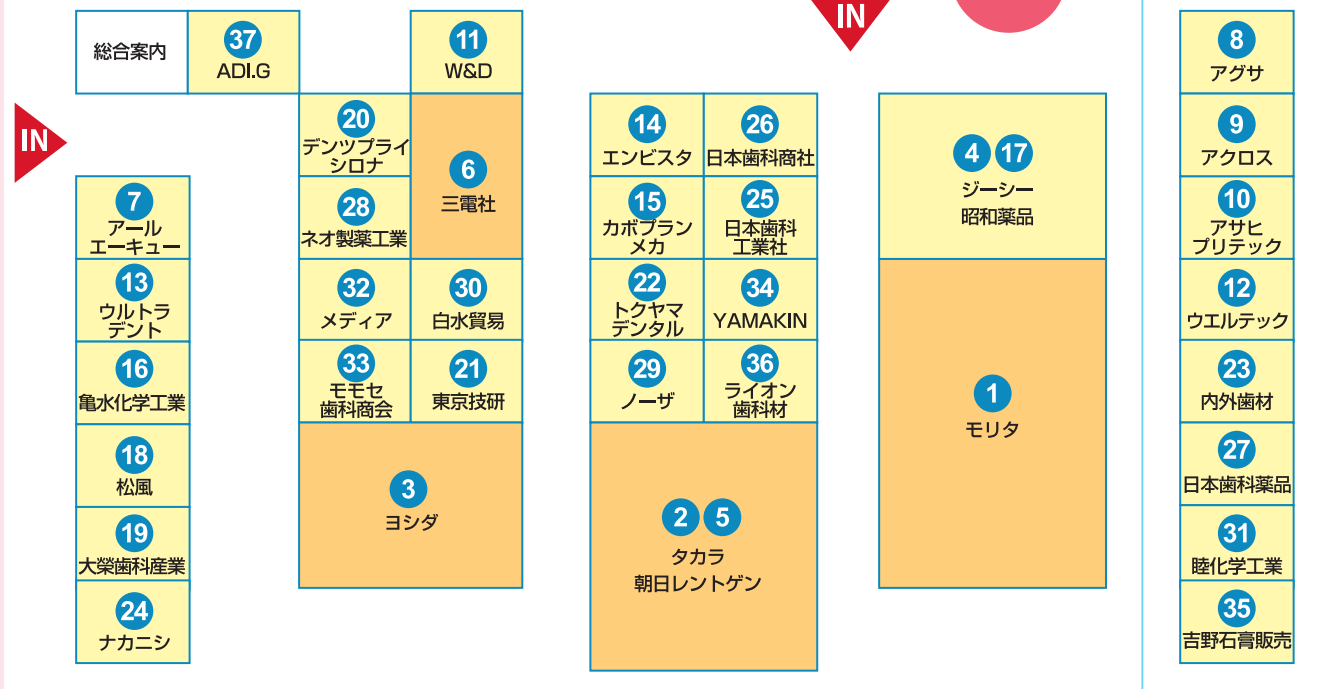 IN
総合案内
37
ADI.G
11
W&D
IN
20
デンツプライ
シロナ
6
三電社
28
ネオ製薬工業
7
アール
エーキュー
13
ウルトラ
デント
16
亀水化学工業
18
松風
19
大榮歯科産業
24
ナカニシ
32
メディア
30
白水貿易
33
モモセ
歯科商会
21
東京技研
3
ヨシダ
14
エンビスタ
26
日本歯科商社
15
カボプラン
メカ
25
日本歯科
工業社
22
トクヤマ
デンタル
34
YAMAKIN
29
ノーザ
36
ライオン
歯科材
2 5
タカラ
朝日レントゲン
4 17
ジーシー
昭和薬品
1
モリタ
8
アグサ
9
アクロス
10
アサヒ
プリテック
12
ウエルテック
23
内外歯材
27
日本歯科薬品
31
睦化学工業
35
吉野石膏販売